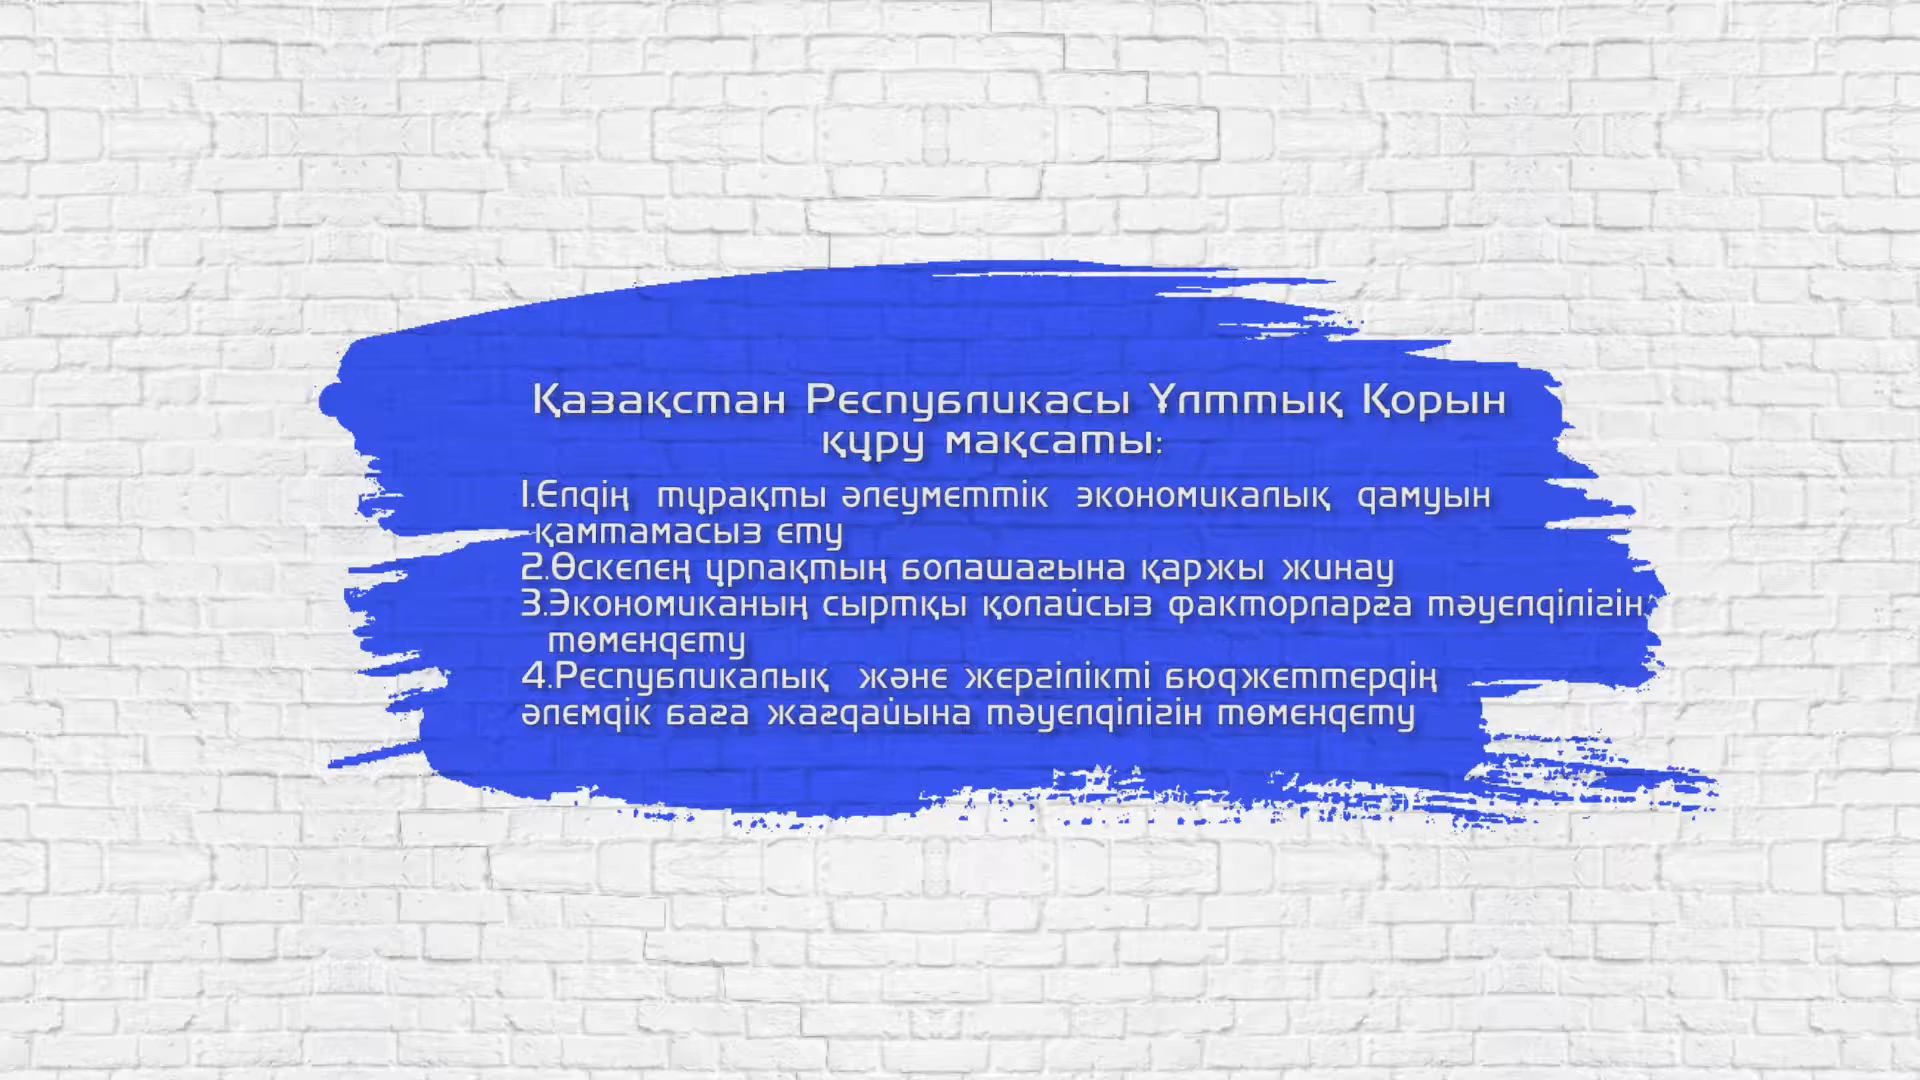 Қазақстан Республикасы Ұлттық Қорын
құру мақсаты:
1.Елдің тұрақты әлеуметтік экономикалық дамуын
қамтамасыз ету
2.Өскелең ұрпақтың болашағына қаржы жинау
3.Экономиканың сыртқы қолайсыз факторларға тәуелділігін
төмендету
4.Республикалық және жергілікті бюджеттердің
әлемдік баға жағдайына тәуелділігін төмендету